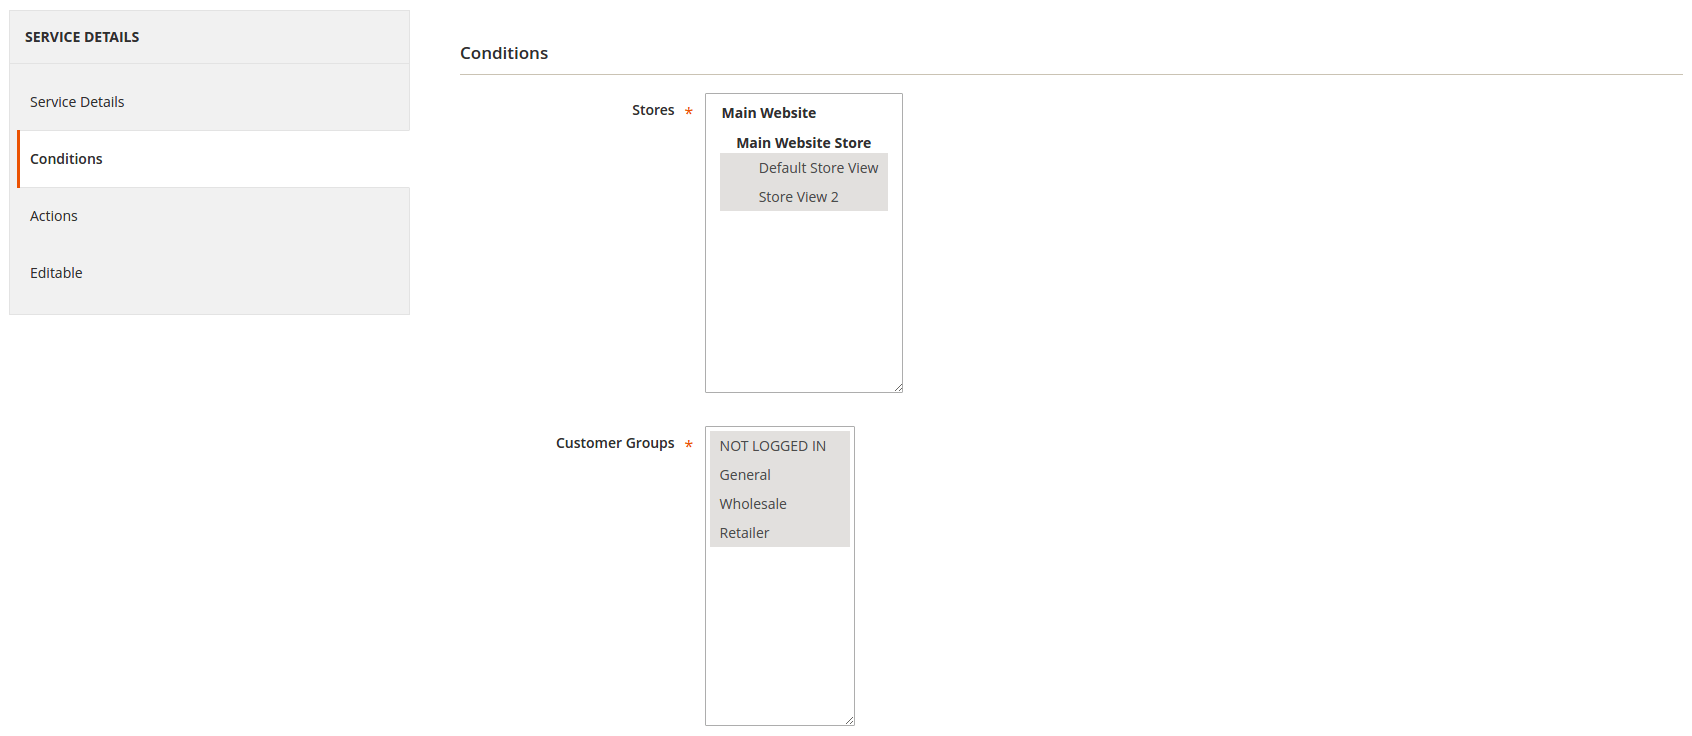 SERVICE DETAILS
Service Details
Conditions
Actions
Editable
Conditions
Stores *
Main Website
Main Website Store
Default Store View
Store View 2
Customer Groups *
NOT LOGGED IN
General
Wholesale
Retailer